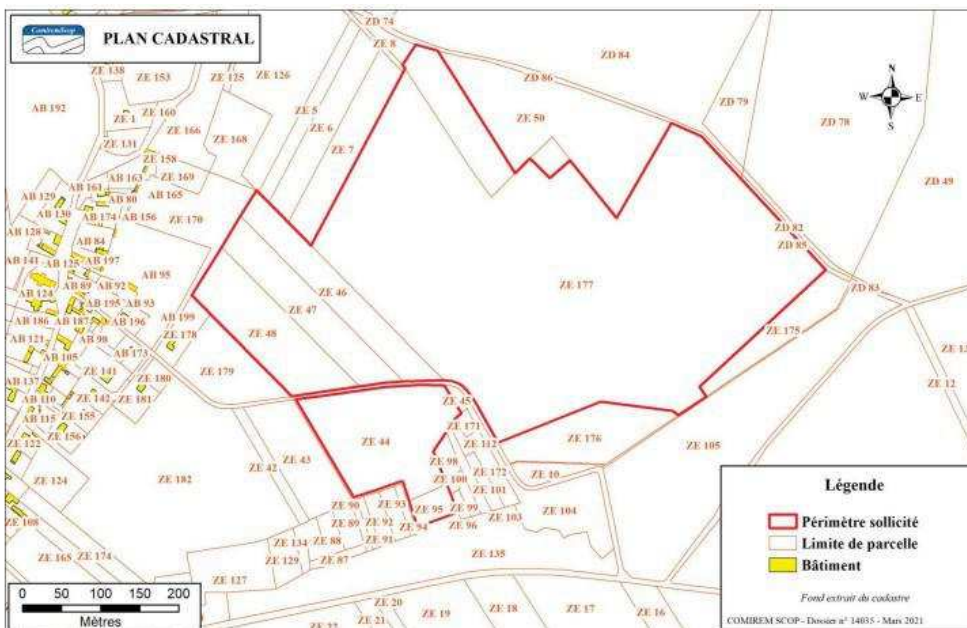 ComiremScop
PLAN CADASTRAL
ZD 74
ZE 8
ZD 84
ZD 86
ZE 138
ZE 153
ZE 125
ZE 126
AB 192
ZE 1
ZE 160
ZE 5
ZE 6
ZE 7
ZE 50
ZD 79
ZD 78
N
W
E
S
ZE 131
ZE 166
ZE 168
ZE 158
AB 163
ZE 169
ZD 49
AB 129
AB 161
AB 80
AB 165
AB 130
AB 174
AB 156
ZE 170
AB 128
AB 84
ZD 82
ZD 85
AB 141
AB 125
AB 197
AB 95
AB 124
AB 89
AB 92
ZE 46
ZE 177
ZD 83
AB 195
AB 93
ZE 47
AB 186
AB 187
AB 196
AB 199
ZE 48
ZE 175
AB 121
AB 98
ZE 178
AB 105
AB 173
ZE 179
ZE 13
AB 137
ZE 141
ZE 180
ZE 12
AB 110
ZE 142
ZE 181
ZE 45
AB 115
ZE 155
ZE 171
ZE 176
ZE 122
ZE 156
ZE 44
ZE 112
ZE 105
ZE 43
ZE 42
ZE 98
ZE 172
ZE 10
ZE 124
ZE 182
ZE 100
ZE 101
ZE 90
ZE 93
ZE 95
ZE 99
ZE 103
ZE 104
ZE 108
ZE 89
ZE 92
ZE 94
ZE 96
ZE 134
ZE 88
ZE 91
ZE 165
ZE 174
ZE 129
ZE 87
ZE 135
ZE 127
ZE 20
ZE 19
ZE 18
ZE 17
ZE 16
ZE 21
ZE 22
0 50 100 150 200
Mètres
Légende
Périmètre sollicité
Limite de parcelle
Bâtiment
Fond extrait du cadastre
COMIREM SCOP - Dossier n° 14035 - Mars 2021